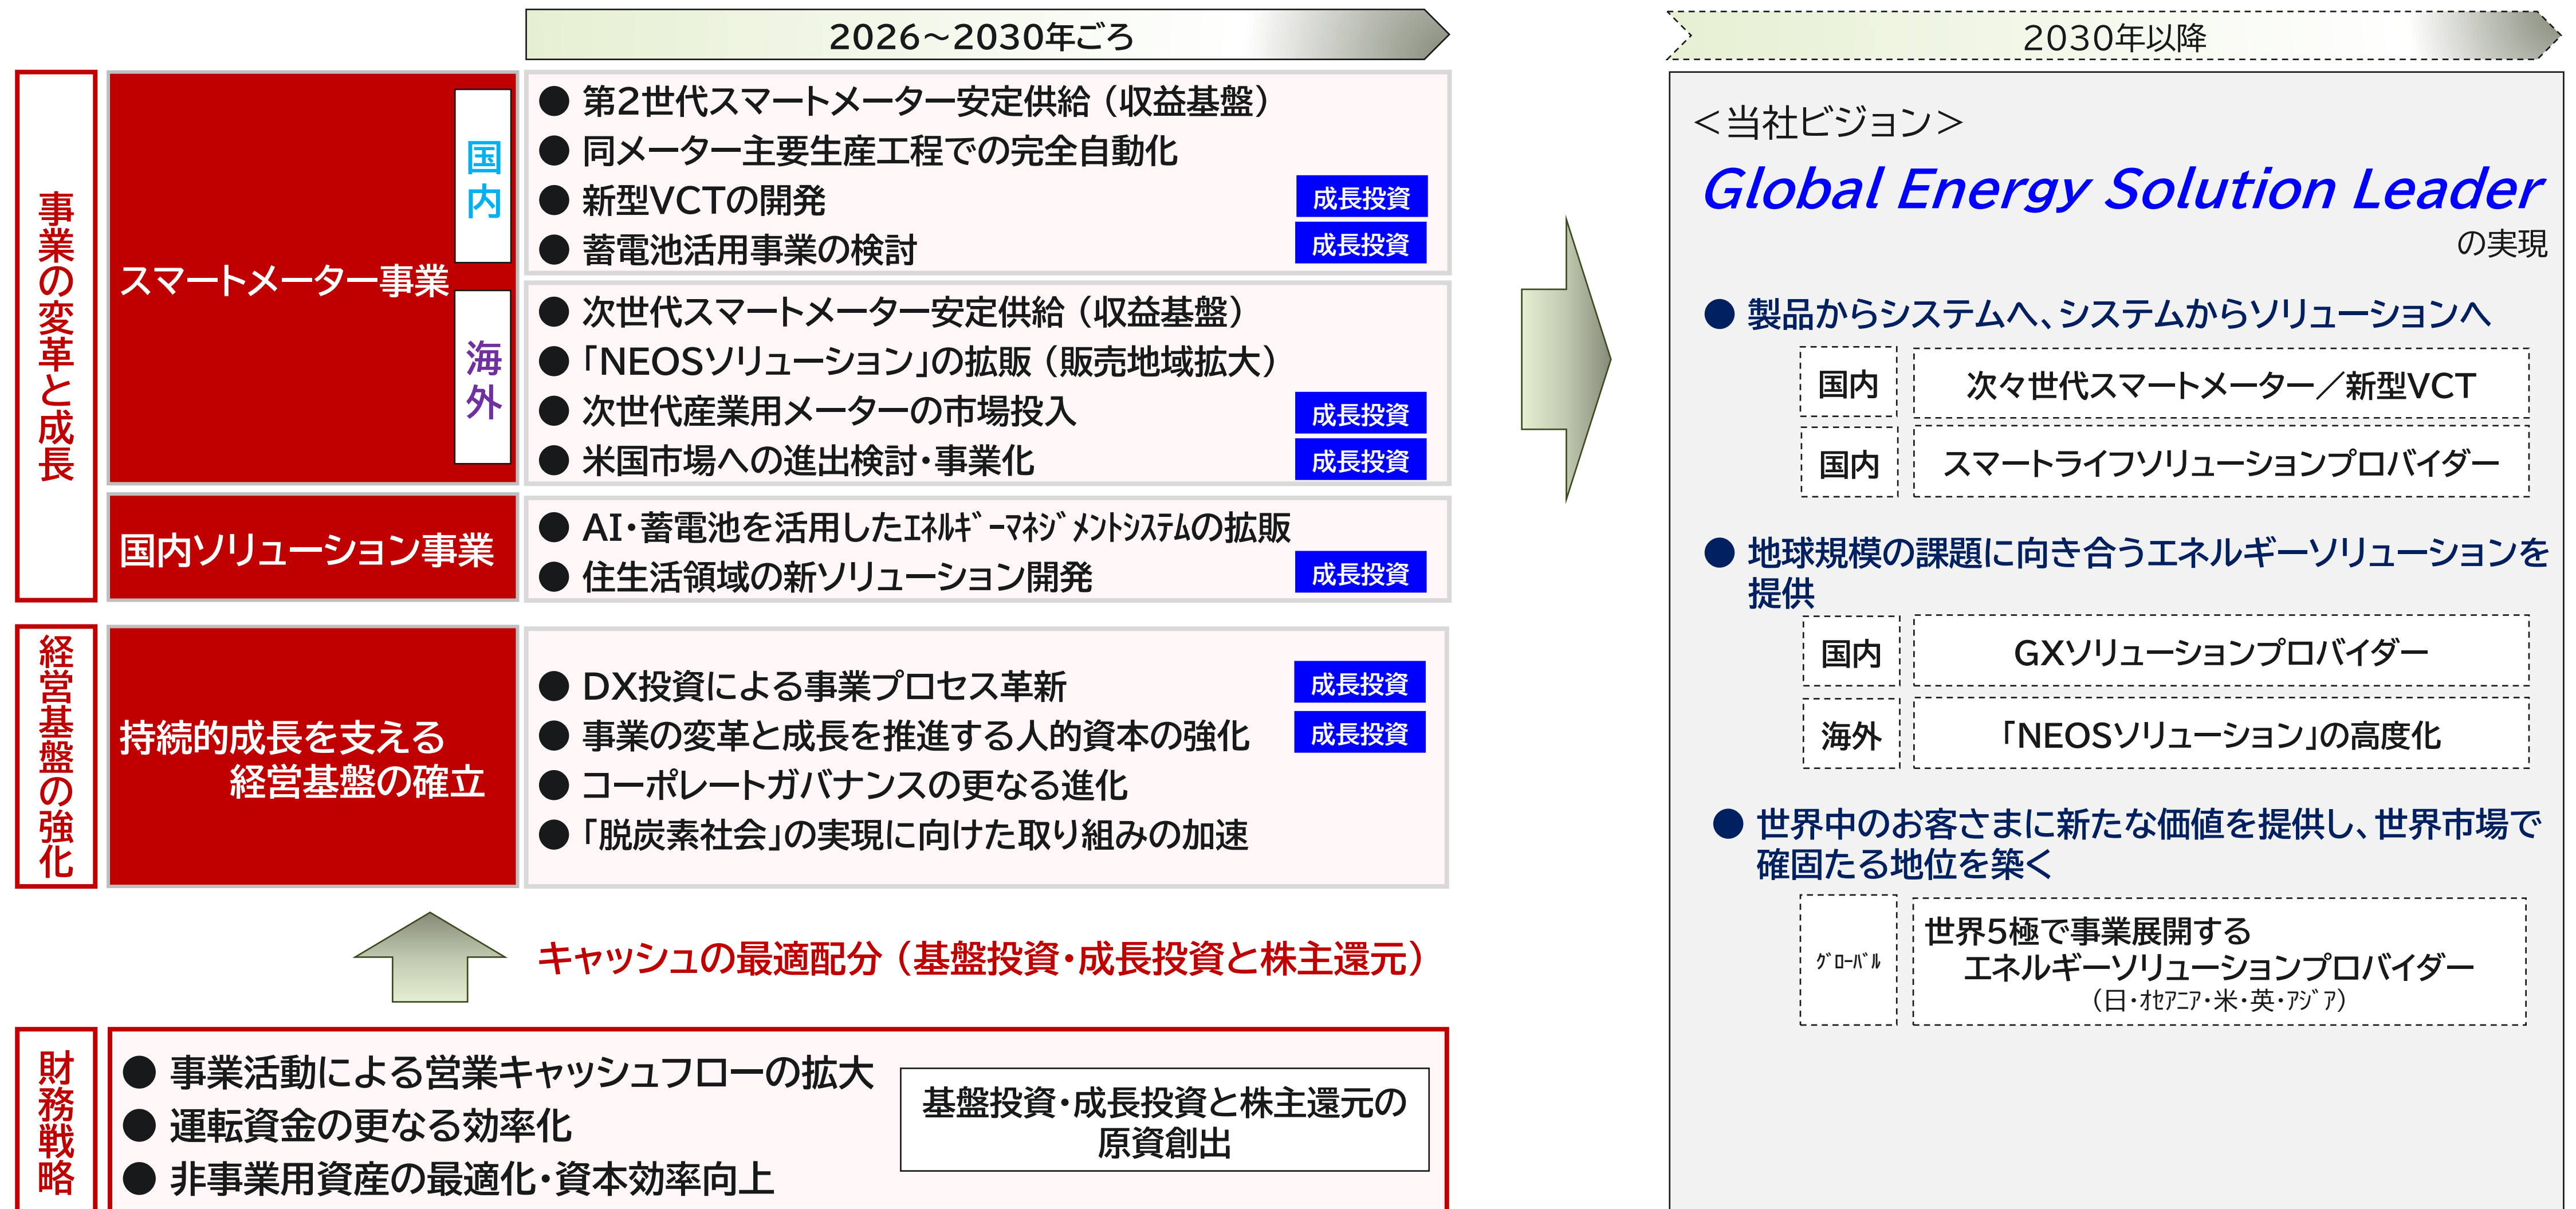 2026～2030年ごろ
事業の変革と成長
スマートメーター事業
国内
● 第2世代スマートメーター安定供給（収益基盤）
● 同メーター主要生産工程での完全自動化
● 新型VCTの開発 成長投資
● 蓄電池活用事業の検討 成長投資
海外
● 次世代スマートメーター安定供給（収益基盤）
● 「NEOSソリューション」の拡販（販売地域拡大）
● 次世代産業用メーターの市場投入 成長投資
● 米国市場への進出検討・事業化 成長投資
国内ソリューション事業
● AI・蓄電池を活用したｴﾈﾙｷﾞｰﾏﾈｼﾞﾒﾝﾄｼｽﾃﾑの拡販
● 住生活領域の新ソリューション開発 成長投資
経営基盤の強化
持続的成長を支える
経営基盤の確立
● DX投資による事業プロセス革新 成長投資
● 事業の変革と成長を推進する人的資本の強化 成長投資
● コーポレートガバナンスの更なる進化
● 「脱炭素社会」の実現に向けた取り組みの加速
キャッシュの最適配分（基盤投資・成長投資と株主還元）
財務戦略
● 事業活動による営業キャッシュフローの拡大
● 運転資金の更なる効率化
● 非事業用資産の最適化・資本効率向上
基盤投資・成長投資と株主還元の
原資創出
2030年以降
＜当社ビジョン＞
Global Energy Solution Leader
の実現
● 製品からシステムへ、システムからソリューションへ
国内 次々世代スマートメーター／新型VCT
国内 スマートライフソリューションプロバイダー
● 地球規模の課題に向き合うエネルギーソリューションを
提供
国内 GXソリューションプロバイダー
海外 「NEOSソリューション」の高度化
● 世界中のお客さまに新たな価値を提供し、世界市場で
確固たる地位を築く
ｸﾞﾛｰﾊﾞﾙ
世界5極で事業展開する
エネルギーソリューションプロバイダー
（日・ｵｾｱﾆｱ・米・英・ｱｼﾞｱ）